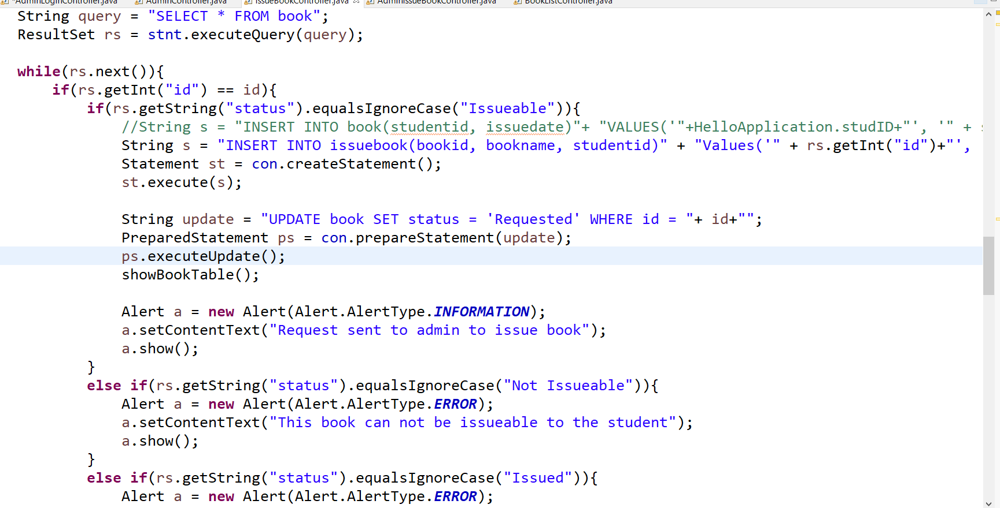 *AdminLoginController.java AdminController.java IssueBookController.java AdminIssueBookController.java BookListController.java
String query = "SELECT * FROM book";
ResultSet rs = stnt.executeQuery(query);
while(rs.next()){
if(rs.getInt("id") == id){
if(rs.getString("status").equalsIgnoreCase("Issueable")){
//String s = "INSERT INTO book(studentid, issuedate)"+ "VALUES('"+HelloApplication.studID+"', '" +
String s = "INSERT INTO issuebook(bookid, bookname, studentid)" + "Values('" + rs.getInt("id")+"',
Statement st = con.createStatement();
st.execute(s);
String update = "UPDATE book SET status = 'Requested' WHERE id = "+ id+"";
PreparedStatement ps = con.prepareStatement(update);
ps.executeUpdate();
showBookTable();
Alert a = new Alert(Alert.AlertType.INFORMATION);
a.setContentText("Request sent to admin to issue book");
a.show();
}
else if(rs.getString("status").equalsIgnoreCase("Not Issueable")){
Alert a = new Alert(Alert.AlertType.ERROR);
a.setContentText("This book can not be issueable to the student");
a.show();
}
else if(rs.getString("status").equalsIgnoreCase("Issued")){
Alert a = new Alert(Alert.AlertType.ERROR);